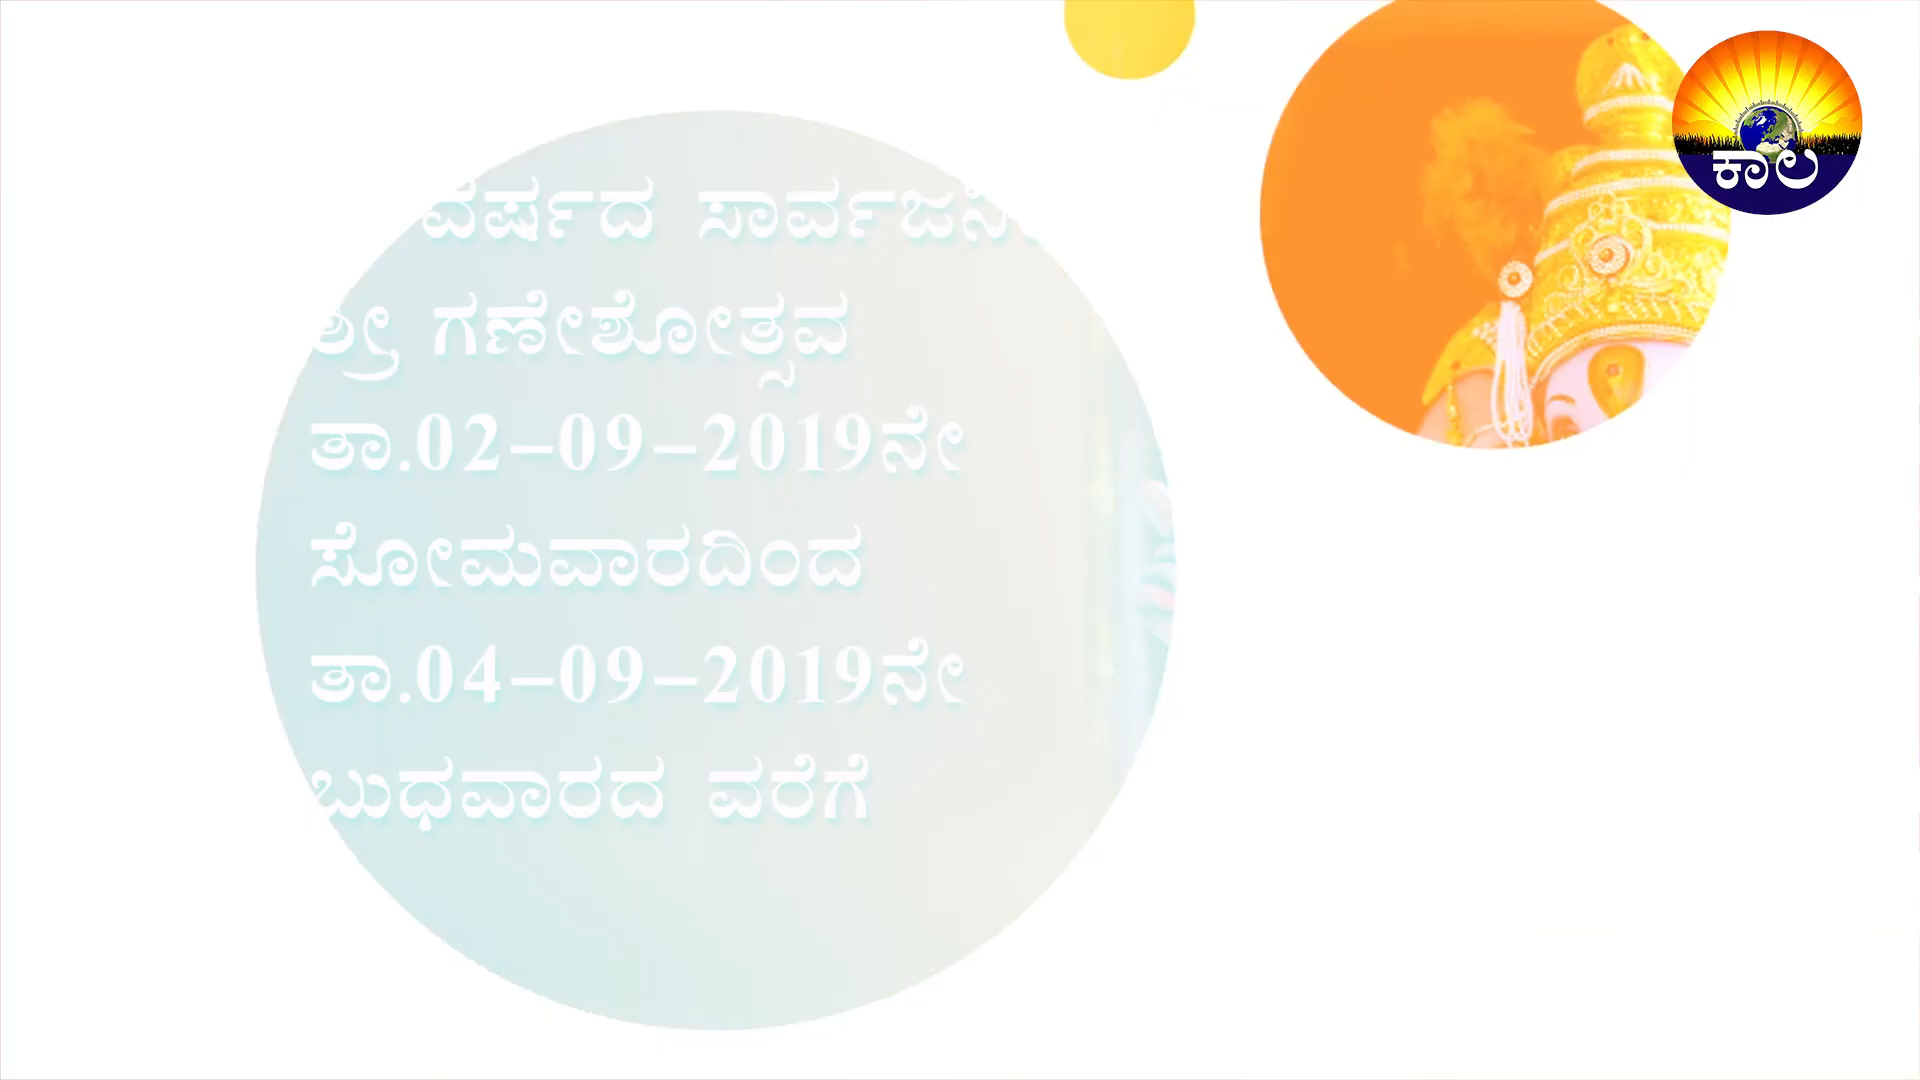 ವರ್ಷದ ಸಾರ್ವಜನಿ
ಶ್ರೀ ಗಣೇಶೋತ್ಸವ
ತಾ.02-09-2019ನೇ
ಸೋಮವಾರದಿಂದ
ತಾ.04-09-2019ನೇ
ಬುಧವಾರದ ವರೆಗೆ
ಕಾಲ